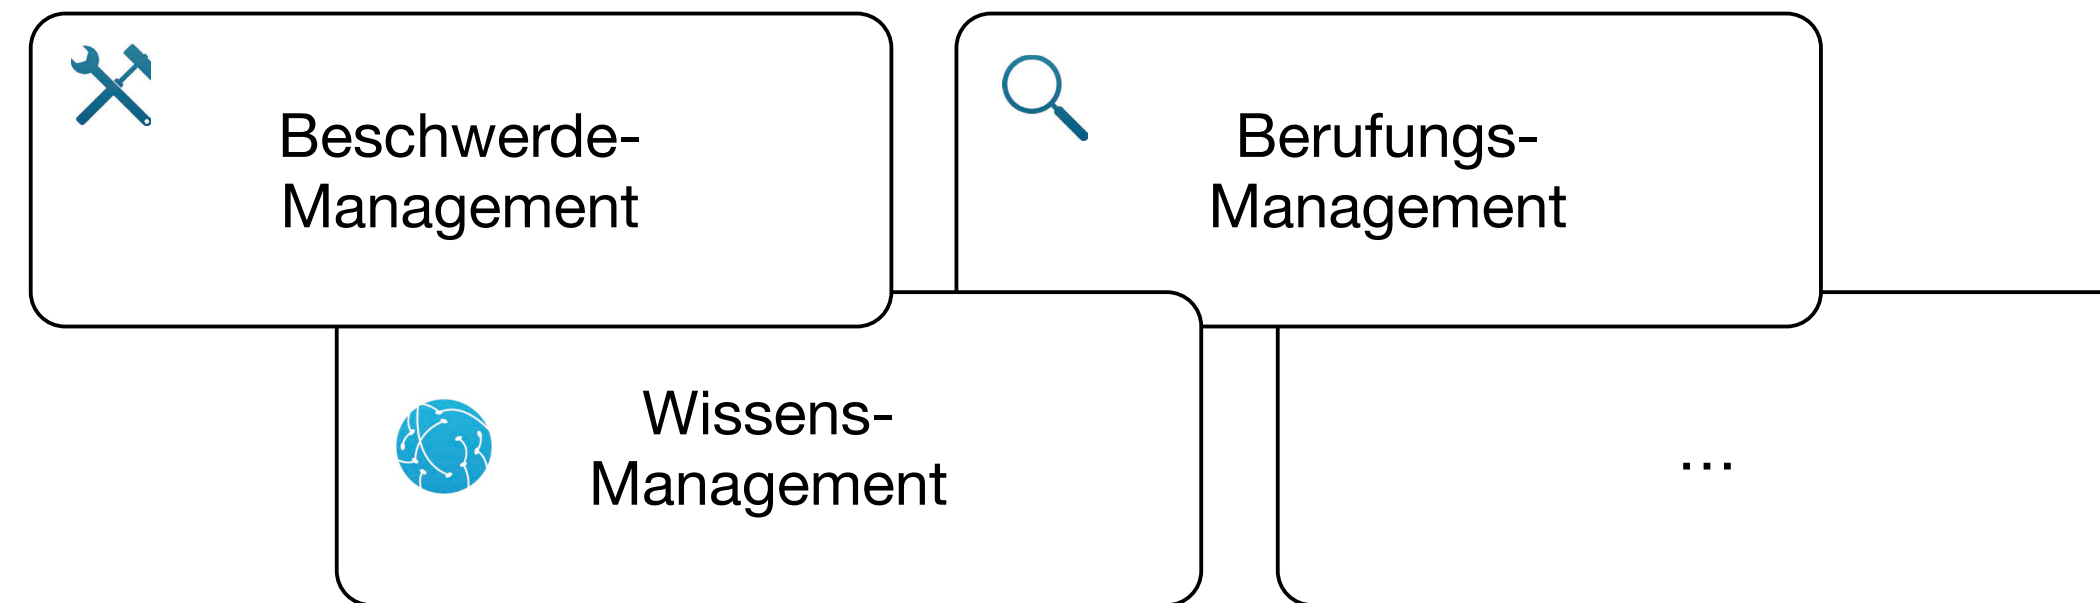 Beschwerde-
Management
Berufungs-
Management
Wissens-
Management
...